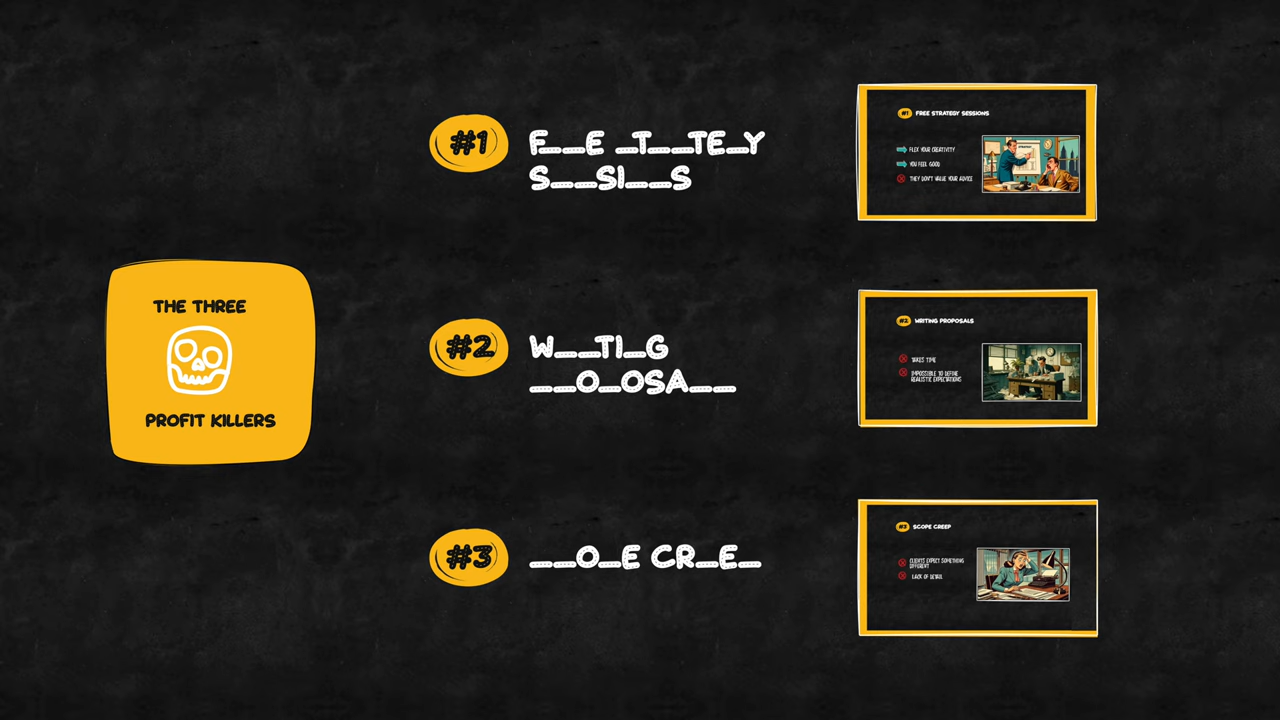 THE THREE
PROFIT KILLERS
#1
F__E _T__TE_Y
S__SI__S
#1 FREE STRATEGY SESSIONS
FLEX YOUR CREATIVITY
YOU FEEL GOOD
THEY DON'T VALUE YOUR ADVICE
STRATEGY
#2
W__TI_G
__O_OSA__
#2 WRITING PROPOSALS
TAKES TIME
IMPOSSIBLE TO DEFINE
REALISTIC EXPECTATIONS
#3
__O_E CR_E_
#3 SCOPE CREEP
CLIENTS EXPECT SOMETHING
DIFFERENT
LACK OF DETAIL